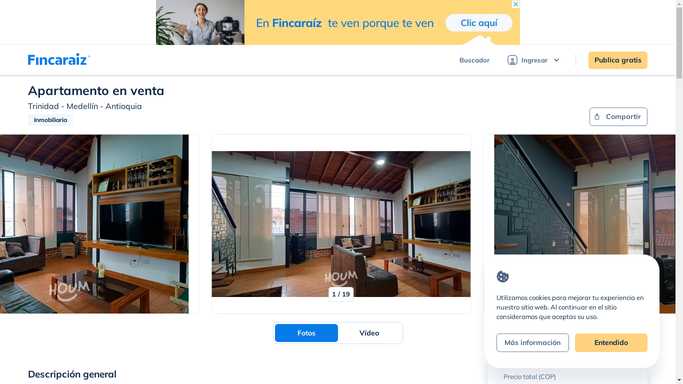 En Fincaraíz te ven porque te ven
Clic aquí
Fincaraíz
Buscador
Ingresar
Publica gratis
Apartamento en venta
Trinidad - Medellín - Antioquia
Inmobiliaria
Compartir
HOUM
HOUM
1 / 19
Utilizamos cookies para mejorar tu experiencia en
nuestro sitio web. Al continuar en el sitio
consideramos que aceptas su uso.
Más información
Entendido
Fotos
Vídeo
Descripción general
Precio total (COP)